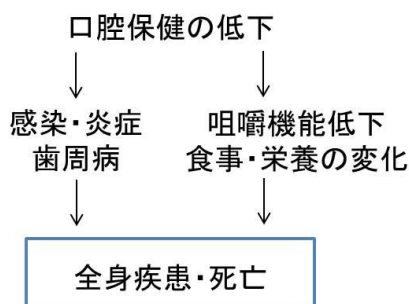 口腔保健の低下
感染・炎症
歯周病
咀嚼機能低下
食事・栄養の変化
全身疾患・死亡